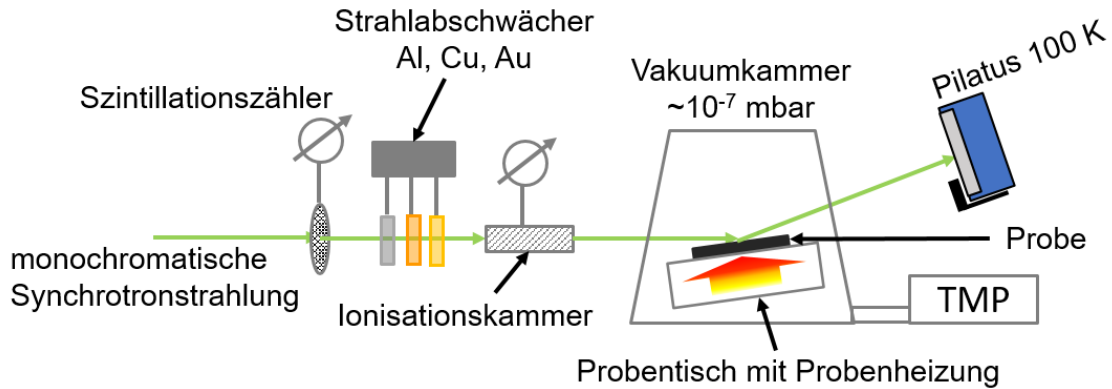 Strahlabschwächer
Al, Cu, Au
Szintillationszähler
Vakuumkammer
~10⁻⁷ mbar
Pilatus 100 K
monochromatische
Synchrotronstrahlung
Ionisationskammer
Probe
TMP
Probentisch mit Probenheizung